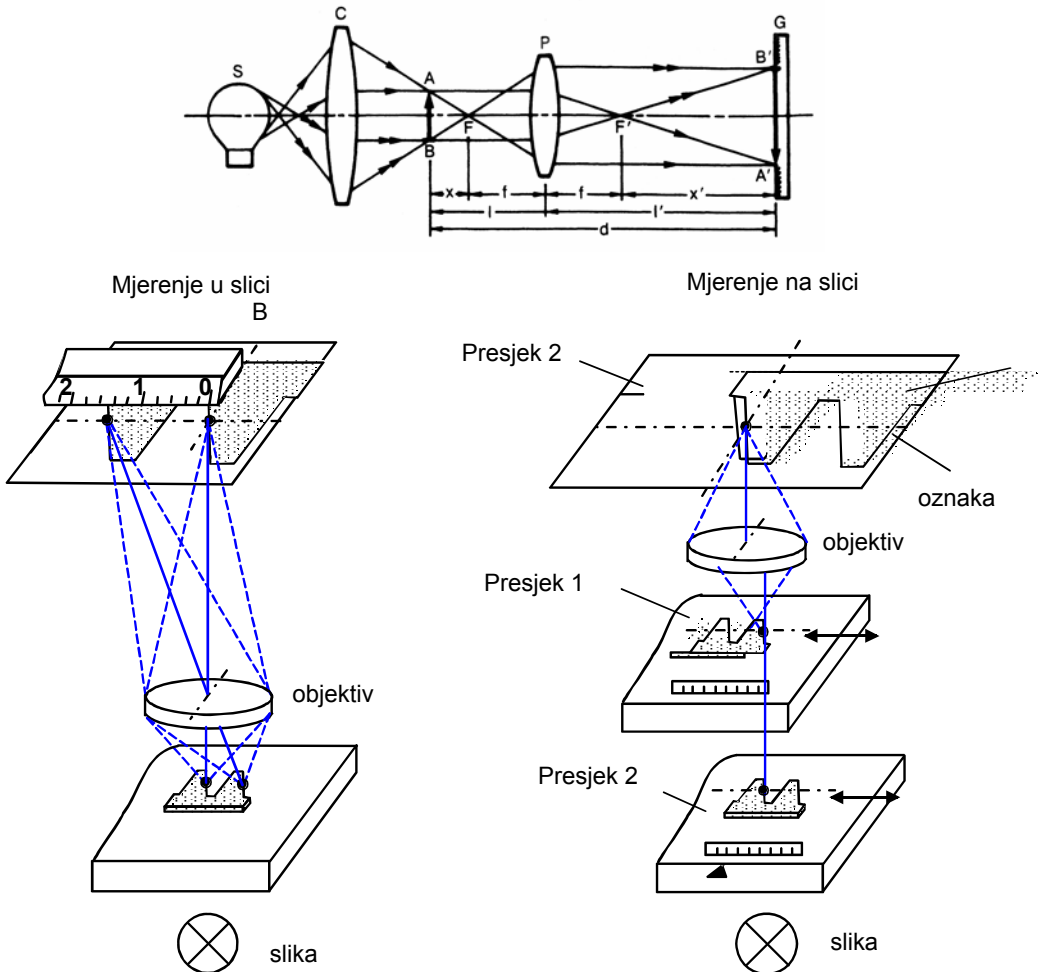 S
C
P
G
A
B
F
F'
B'
A'
x
f
f
x'
l
l'
d
Mjerenje u slici
B
2 1 0
objektiv
slika
Mjerenje na slici
Presjek 2
oznaka
objektiv
Presjek 1
Presjek 2
slika